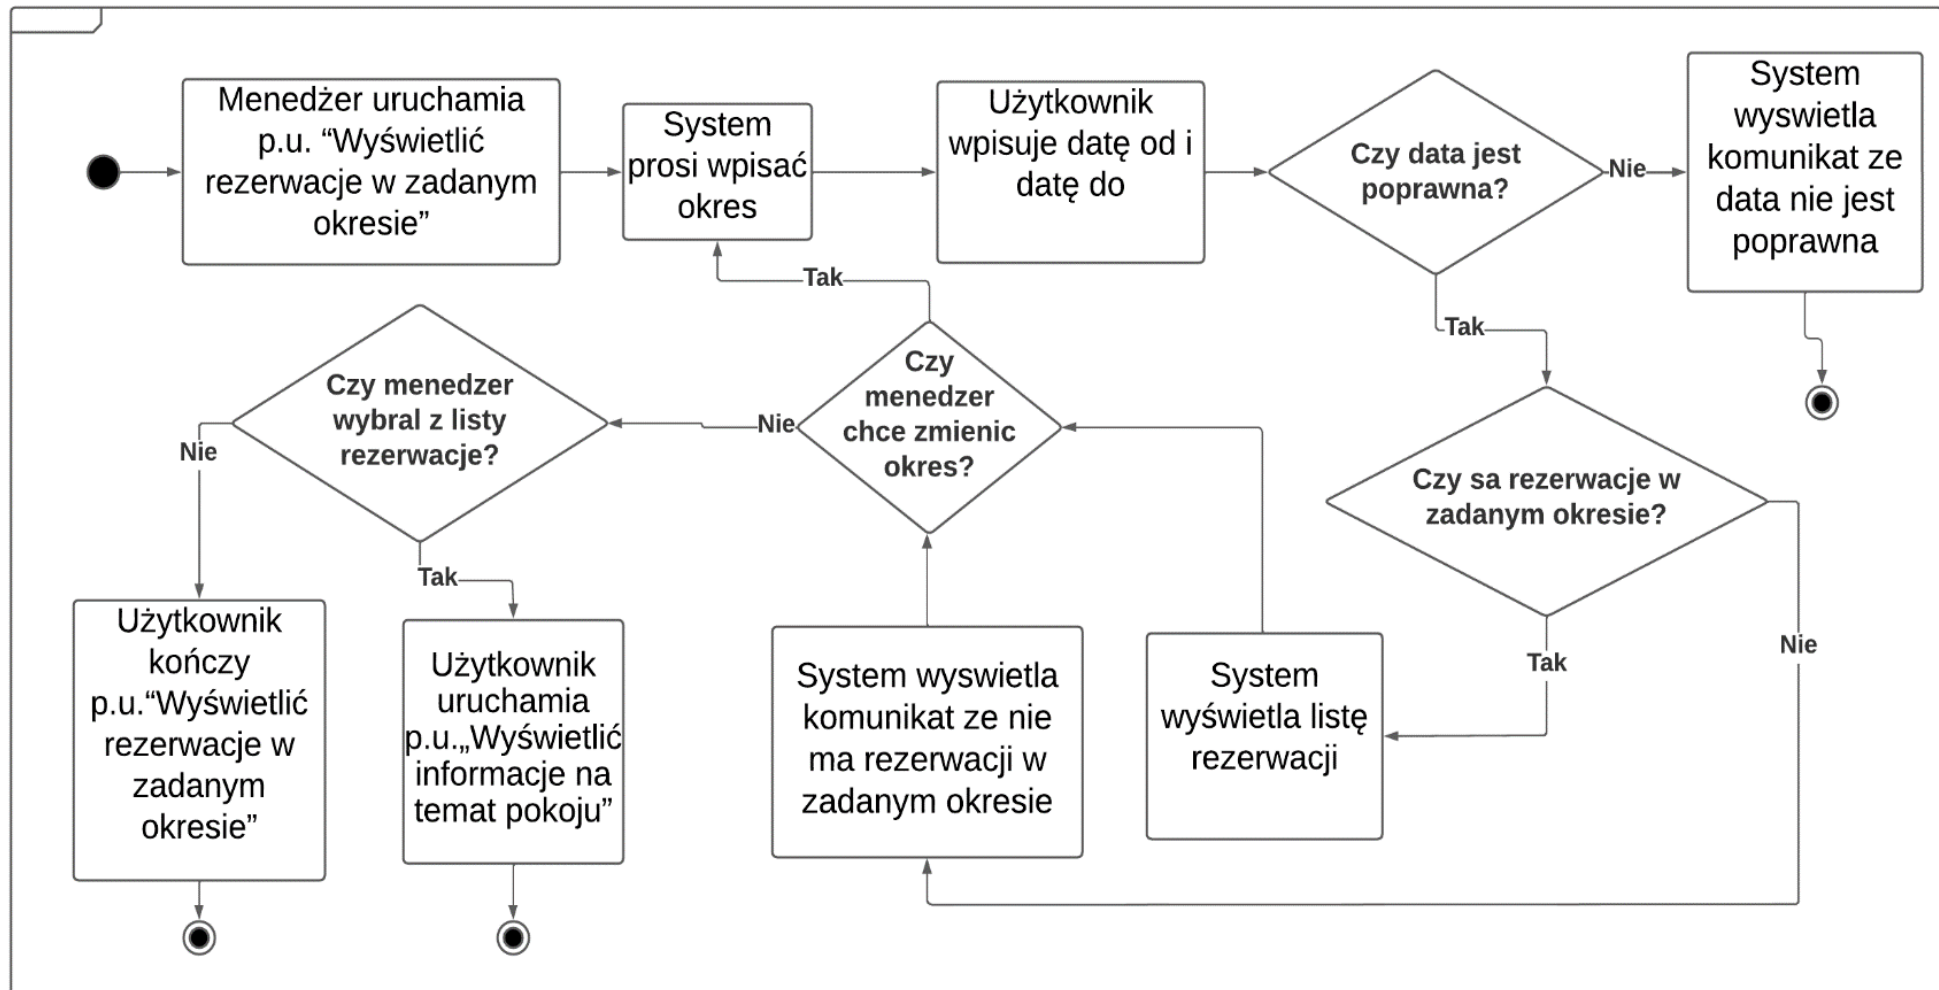 Menedżer uruchamia
p.u. “Wyświetlić
rezerwacje w zadanym
okresie”
System
prosi wpisać
okres
Użytkownik
wpisuje datę od i
datę do
Czy data jest
poprawna?
Nie
System
wyswietla
komunikat ze
data nie jest
poprawna
Tak
Tak
Czy menedzer
wybral z listy
rezerwacje?
Nie
Czy
menedzer
chce zmienic
okres?
Nie
Czy sa rezerwacje w
zadanym okresie?
Tak
Tak
Nie
Użytkownik
kończy
p.u.“Wyświetlić
rezerwacje w
zadanym
okresie”
Użytkownik
uruchamia
p.u.„Wyświetlić
informacje na
temat pokoju”
System wyswietla
komunikat ze nie
ma rezerwacji w
zadanym okresie
System
wyświetla listę
rezerwacji